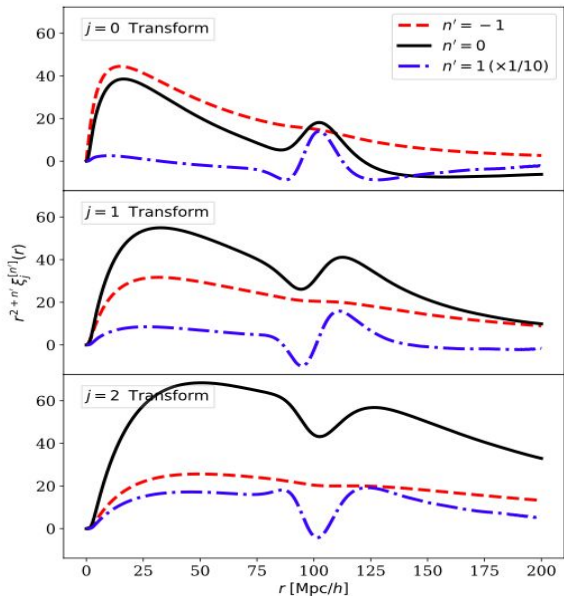 j = 0 Transform
n′ = −1
n′ = 0
n′ = 1 (×1/10)
60
40
20
0
j = 1 Transform
60
40
20
0
r^{2+n′} ξ_j^{[n′]}(r)
j = 2 Transform
60
40
20
0
0 25 50 75 100 125 150 175 200
r [Mpc/h]